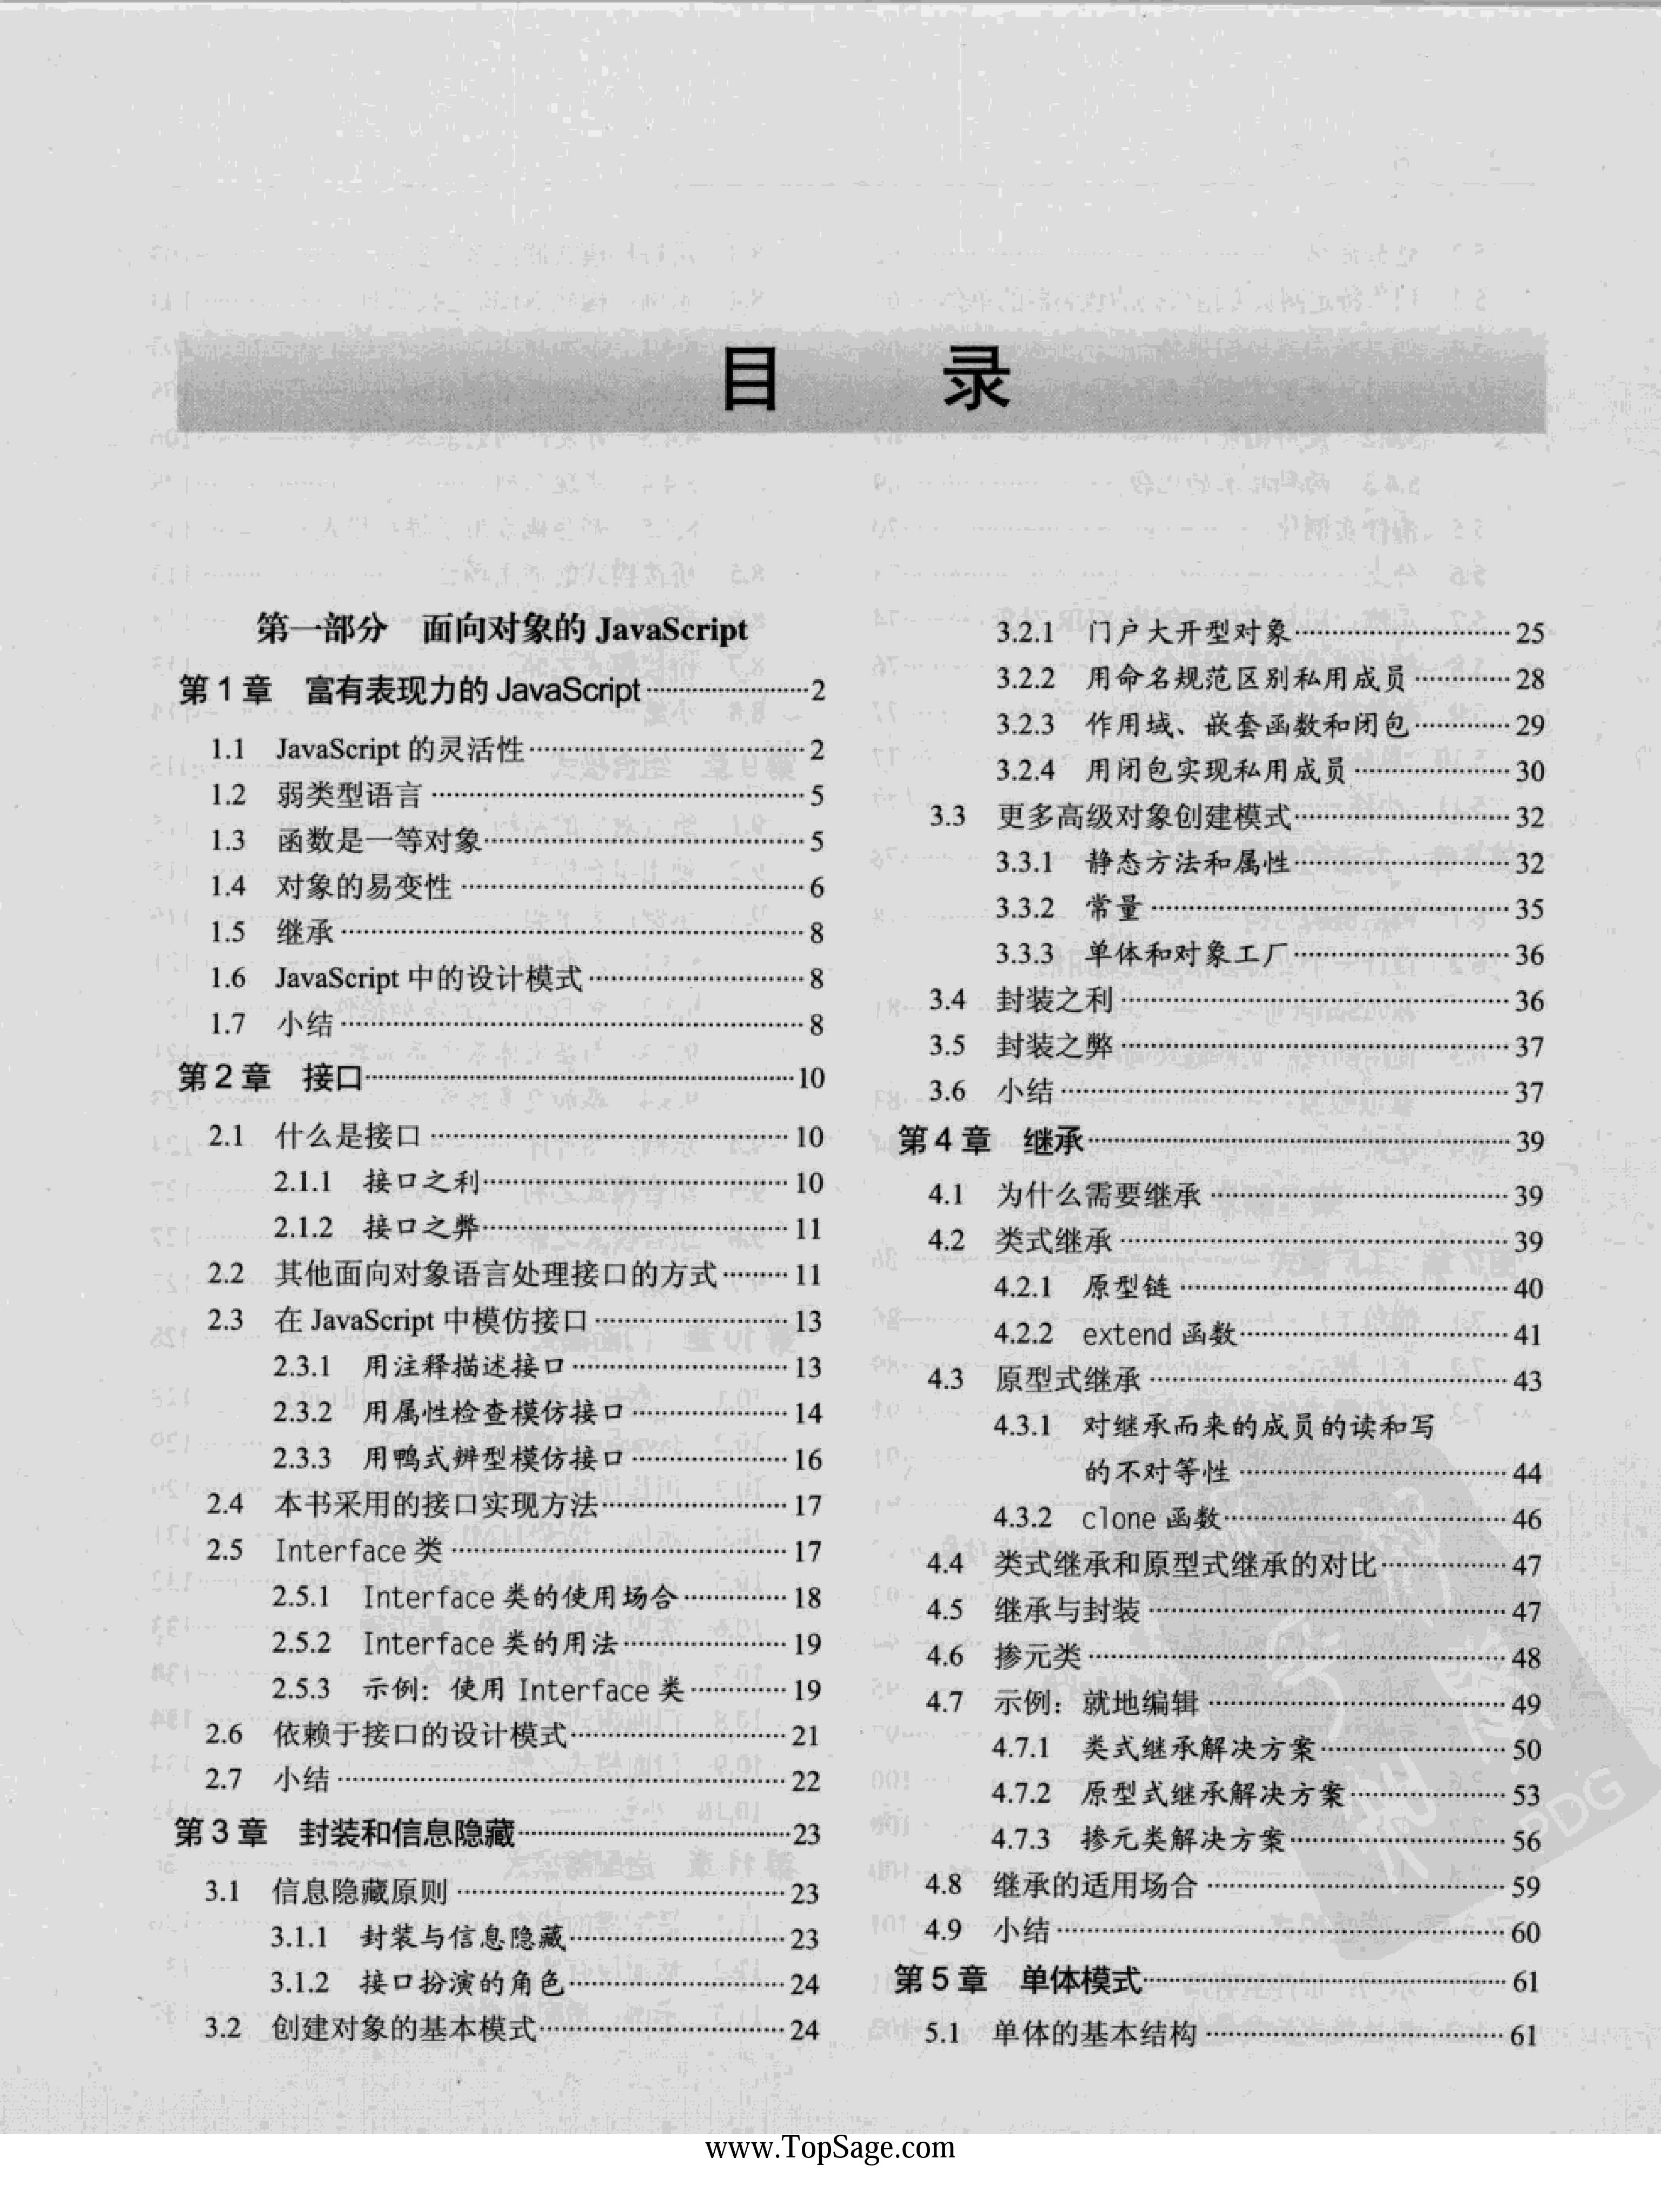 目 录
第一部分 面向对象的 JavaScript
第 1 章 富有表现力的 JavaScript 2
1.1 JavaScript 的灵活性 2
1.2 弱类型语言 5
1.3 函数是一等对象 5
1.4 对象的易变性 6
1.5 继承 8
1.6 JavaScript 中的设计模式 8
1.7 小结 8
第 2 章 接口 10
2.1 什么是接口 10
2.1.1 接口之利 10
2.1.2 接口之弊 11
2.2 其他面向对象语言处理接口的方式 11
2.3 在 JavaScript 中模仿接口 13
2.3.1 用注释描述接口 13
2.3.2 用属性检查模仿接口 14
2.3.3 用鸭式辨型模仿接口 16
2.4 本书采用的接口实现方法 17
2.5 Interface 类 17
2.5.1 Interface 类的使用场合 18
2.5.2 Interface 类的用法 19
2.5.3 示例：使用 Interface 类 19
2.6 依赖于接口的设计模式 21
2.7 小结 22
第 3 章 封装和信息隐藏 23
3.1 信息隐藏原则 23
3.1.1 封装与信息隐藏 23
3.1.2 接口扮演的角色 24
3.2 创建对象的基本模式 24
3.2.1 门户大开型对象 25
3.2.2 用命名规范区别私用成员 28
3.2.3 作用域、嵌套函数和闭包 29
3.2.4 用闭包实现私用成员 30
3.3 更多高级对象创建模式 32
3.3.1 静态方法和属性 32
3.3.2 常量 35
3.3.3 单体和对象工厂 36
3.4 封装之利 36
3.5 封装之弊 37
3.6 小结 37
第 4 章 继承 39
4.1 为什么需要继承 39
4.2 类式继承 39
4.2.1 原型链 40
4.2.2 extend 函数 41
4.3 原型式继承 43
4.3.1 对继承而来的成员的读和写
的不对等性 44
4.3.2 clone 函数 46
4.4 类式继承和原型式继承的对比 47
4.5 继承与封装 47
4.6 掺元类 48
4.7 示例：就地编辑 49
4.7.1 类式继承解决方案 50
4.7.2 原型式继承解决方案 53
4.7.3 掺元类解决方案 56
4.8 继承的适用场合 59
4.9 小结 60
第 5 章 单体模式 61
5.1 单体的基本结构 61
PDG
www.TopSage.com